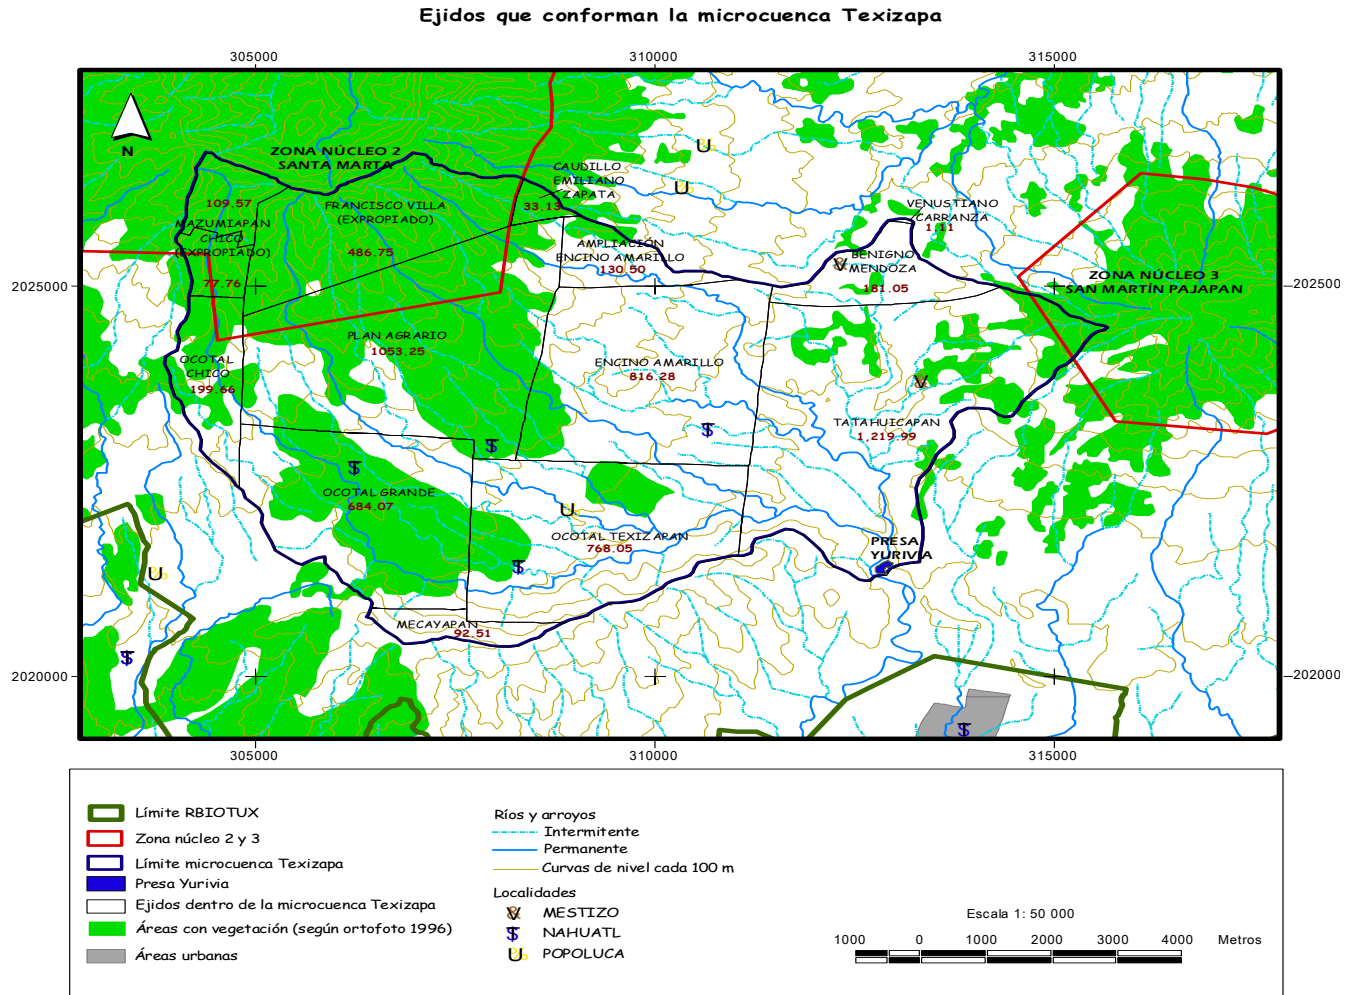 Ejidos que conforman la microcuenca Texizapa
305000
310000
315000
N
ZONA NÚCLEO 2
SANTA MARTA
CAUDILLO
EMILIANO
ZAPATA
33.13
109.57
FRANCISCO VILLA
(EXPROPIADO)
486.75
MAZUMIAPAN
CHICO
(EXPROPIADO)
77.76
VENUSTIANO
CARRANZA
1.11
AMPLIACIÓN
ENCINO AMARILLO
130.50
BENIGNO
MENDOZA
181.05
ZONA NÚCLEO 3
SAN MARTÍN PAJAPAN
2025000
2025000
PLAN AGRARIO
1053.25
OCOTAL
CHICO
199.66
ENCINO AMARILLO
816.28
TATAHUICAPAN
1,219.99
OCOTAL GRANDE
684.07
OCOTAL TEXIZAPAN
768.05
PRESA
YURIVIA
MECAYAPAN
92.51
2020000
2020000
305000
310000
315000
Límite RBIOTUX
Zona núcleo 2 y 3
Límite microcuenca Texizapa
Presa Yurivia
Ejidos dentro de la microcuenca Texizapa
Áreas con vegetación (según ortofoto 1996)
Áreas urbanas
Ríos y arroyos
Intermitente
Permanente
Curvas de nivel cada 100 m
Localidades
MESTIZO
NAHUATL
POPOLUCA
Escala 1: 50 000
1000 0 1000 2000 3000 4000 Metros